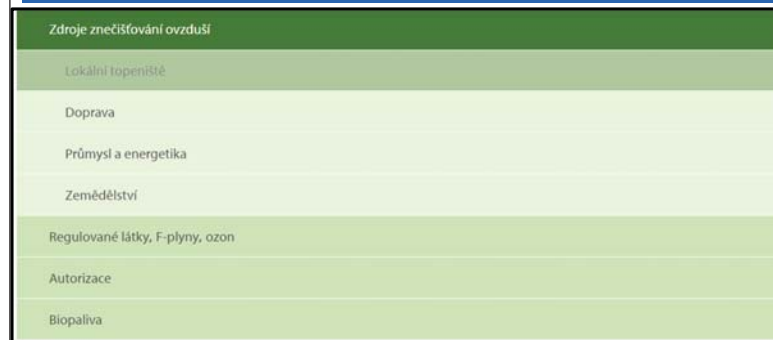 Zdroje znečišťování ovzduší
Lokální topeniště
Doprava
Průmysl a energetika
Zemědělství
Regulované látky, F-plyny, ozon
Autorizace
Biopaliva